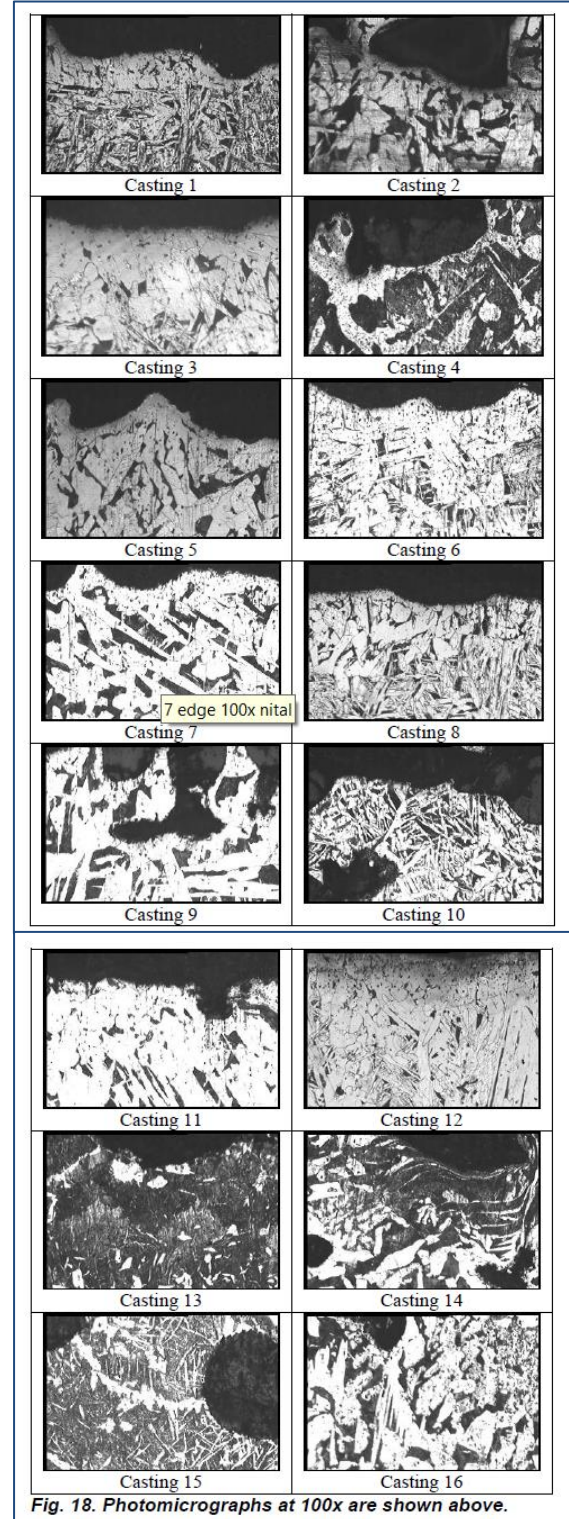 Casting 1 Casting 2
Casting 3 Casting 4
Casting 5 Casting 6
7 edge 100x nital
Casting 7 Casting 8
Casting 9 Casting 10
Casting 11 Casting 12
Casting 13 Casting 14
Casting 15 Casting 16
Fig. 18. Photomicrographs at 100x are shown above.